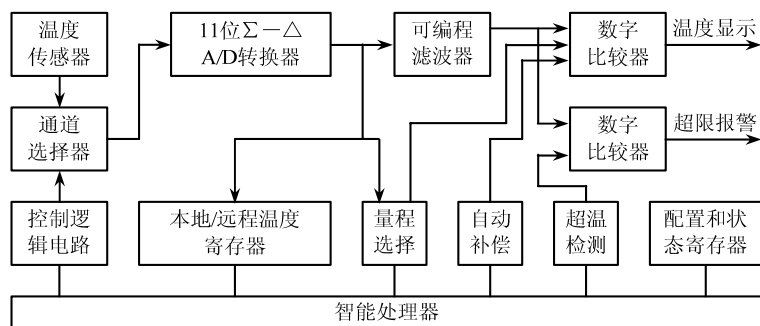 温度
传感器
11位Σ－△
A/D转换器
可编程
滤波器
数字
比较器
温度显示
通道
选择器
数字
比较器
超限报警
控制逻
辑电路
本地/远程温度
寄存器
量程
选择
自动
补偿
超温
检测
配置和状
态寄存器
智能处理器